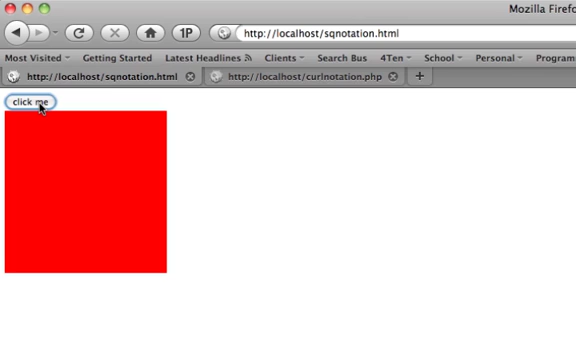 Mozilla Firefo
1P
http://localhost/sqnotation.html
Most Visited Getting Started Latest Headlines Search Bus Clients 4Ten School Personal Program
http://localhost/sqnotation.html http://localhost/curlnotation.php
click me